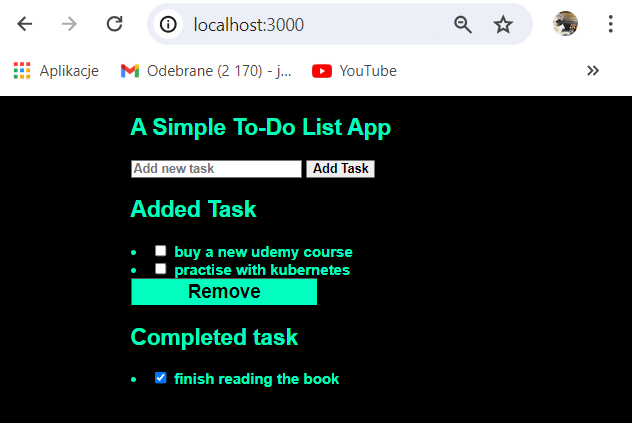 localhost:3000
Aplikacje Odebrane (2 170) - j... YouTube
A Simple To-Do List App
Add new task Add Task
Added Task
buy a new udemy course
practise with kubernetes
Remove
Completed task
finish reading the book